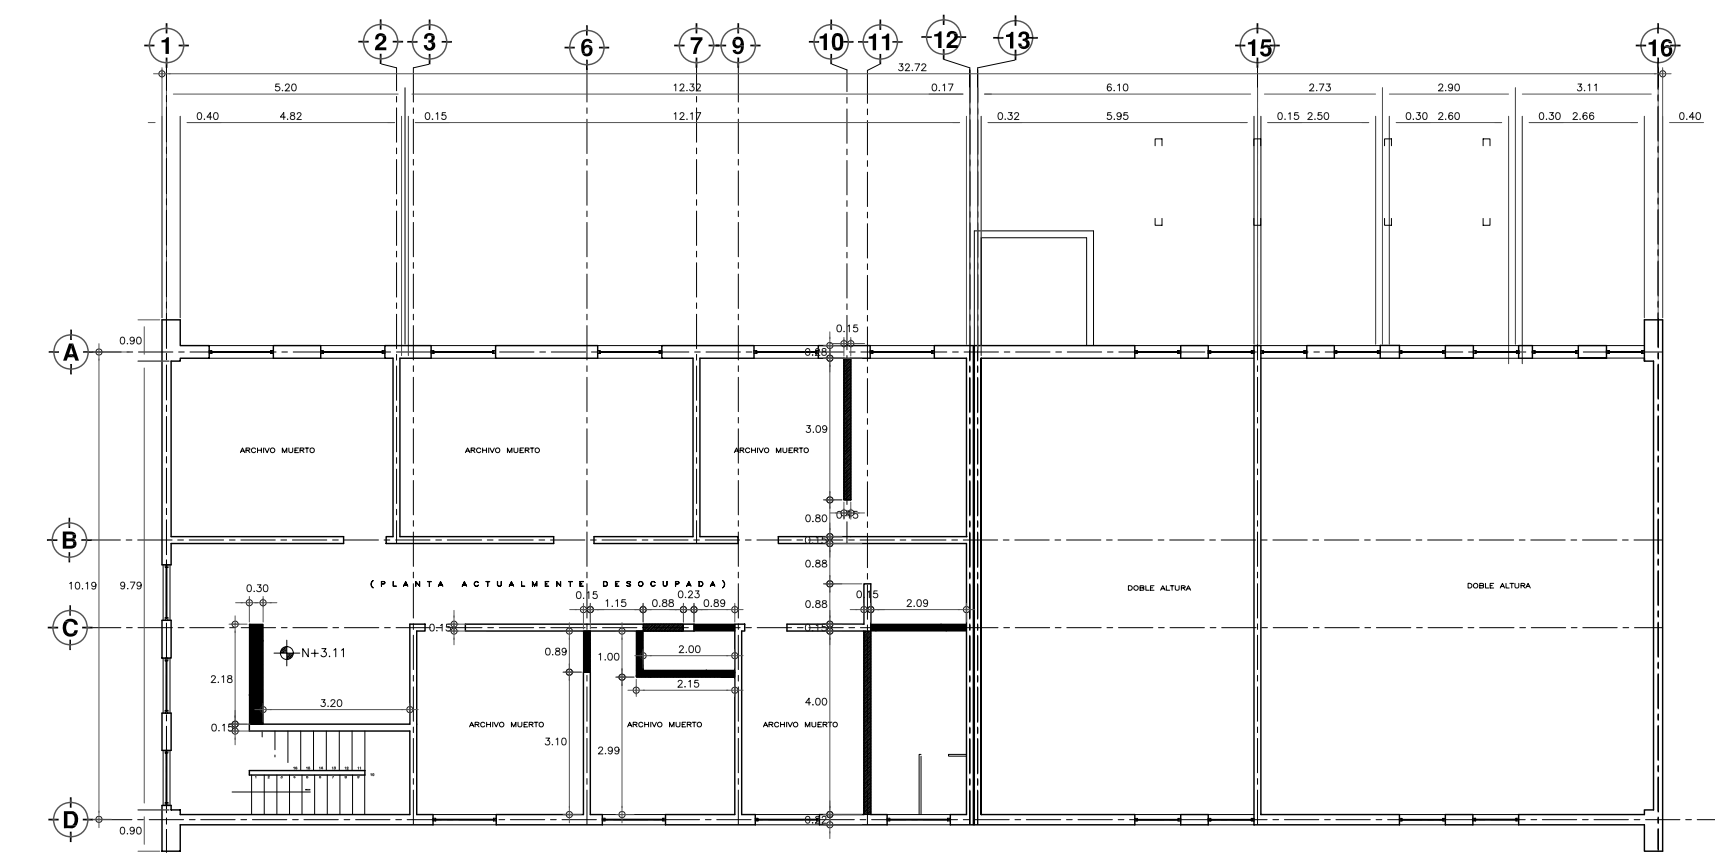 1 2 3 6 7 9 10 11 12 13 15 16
32.72
5.20 12.32 0.17 6.10 2.73 2.90 3.11
0.40 4.82 0.15 12.17 0.32 5.95 0.15 2.50 0.30 2.60 0.30 2.66 0.40
0.15
0.90
A
3.09
ARCHIVO MUERTO ARCHIVO MUERTO ARCHIVO MUERTO
0.80
B
0.88
10.19 9.79 (PLANTA ACTUALMENTE DESOCUPADA) DOBLE ALTURA DOBLE ALTURA
0.30 0.15 1.15 0.88 0.23 0.89 0.88 0.15 2.09
C 0.15
N+3.11 0.89 1.00 2.00
2.18 2.15
3.20 4.00
0.15 ARCHIVO MUERTO ARCHIVO MUERTO ARCHIVO MUERTO
3.10 2.99
D
0.90